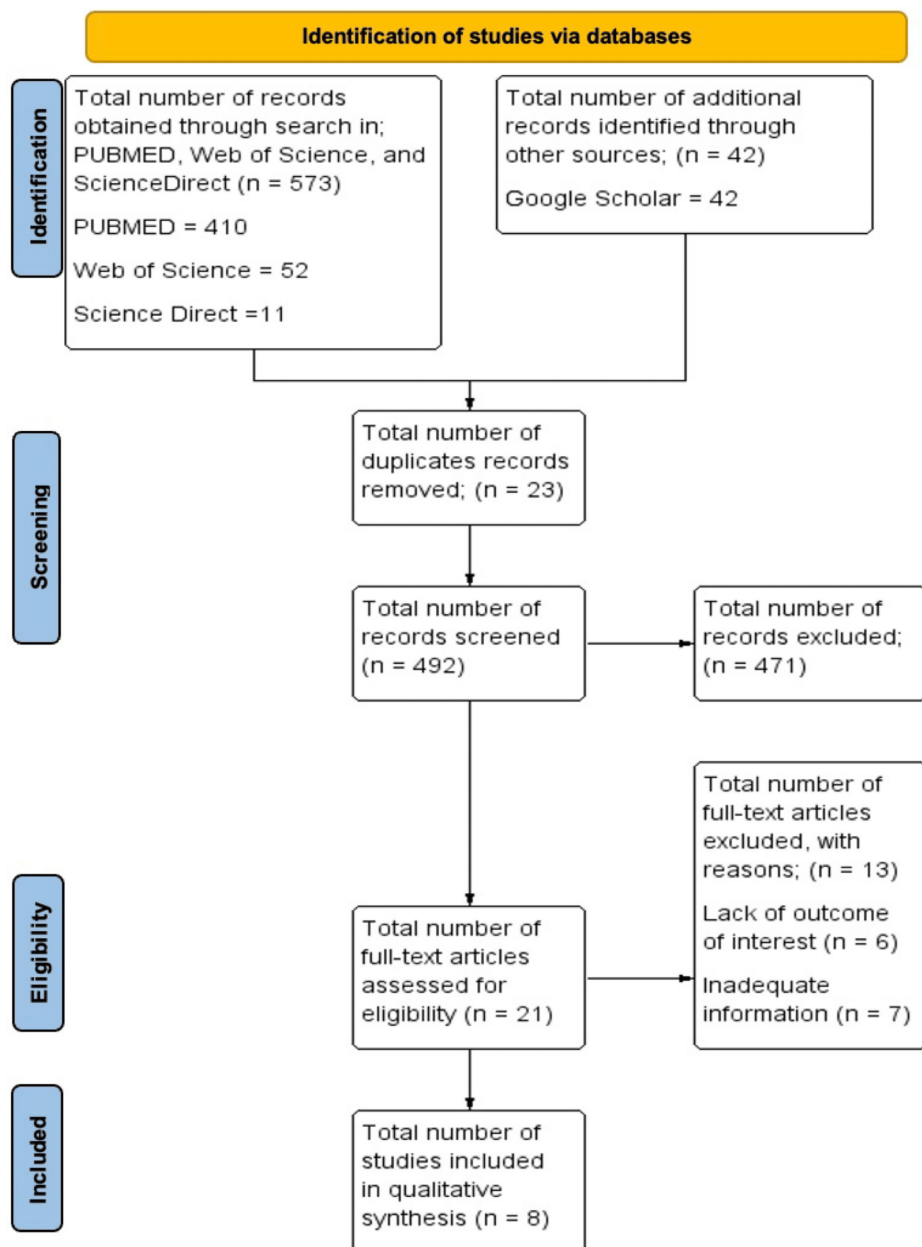 Identification of studies via databases
Identification
Total number of records
obtained through search in;
PUBMED, Web of Science, and
ScienceDirect (n = 573)
PUBMED = 410
Web of Science = 52
Science Direct =11
Total number of additional
records identified through
other sources; (n = 42)
Google Scholar = 42
Screening
Total number of
duplicates records
removed; (n = 23)
Total number of
records screened
(n = 492)
Total number of
records excluded;
(n = 471)
Eligibility
Total number of
full-text articles
assessed for
eligibility (n = 21)
Total number of
full-text articles
excluded, with
reasons; (n = 13)
Lack of outcome
of interest (n = 6)
Inadequate
information (n = 7)
Included
Total number of
studies included
in qualitative
synthesis (n = 8)